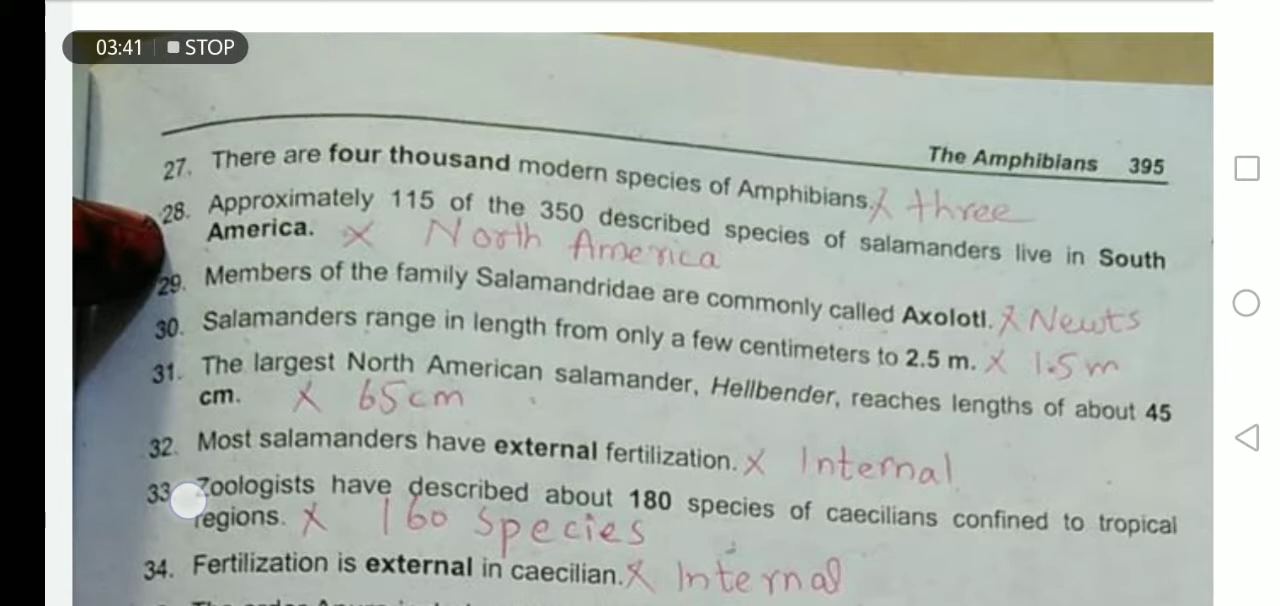 03:41 STOP
The Amphibians 395
27. There are four thousand modern species of Amphibians. X three
28. Approximately 115 of the 350 described species of salamanders live in South
America. X North America
29. Members of the family Salamandridae are commonly called Axolotl. X Newts
30. Salamanders range in length from only a few centimeters to 2.5 m. X 1.5 m
31. The largest North American salamander, Hellbender, reaches lengths of about 45
cm. X 65 cm
32. Most salamanders have external fertilization. X Internal
33 Zoologists have described about 180 species of caecilians confined to tropical
regions. X 160 species
34. Fertilization is external in caecilian. X Internal